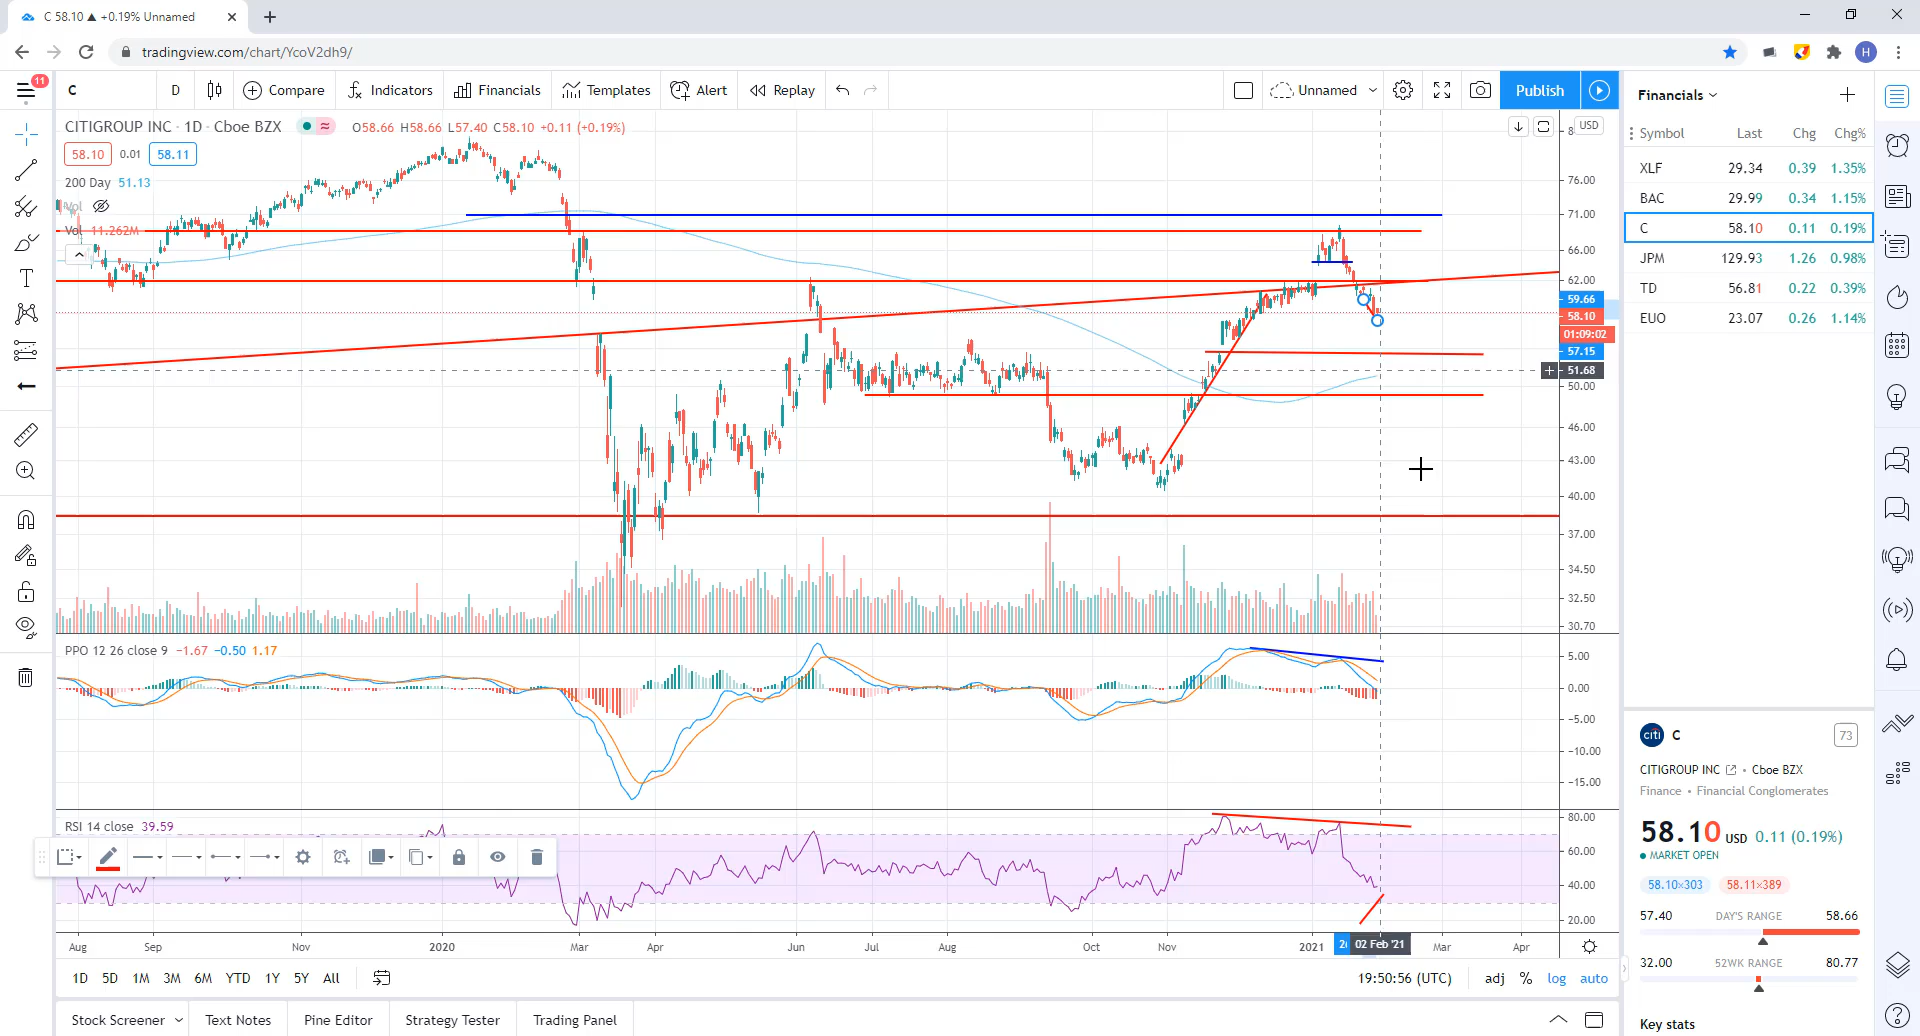 C 58.10 ▲ +0.19% Unnamed
tradingview.com/chart/YcoV2dh9/
H
11
C D Compare Indicators Financials Templates Alert Replay Unnamed Publish
CITIGROUP INC · 1D · Cboe BZX O58.66 H58.66 L57.40 C58.10 +0.11 (+0.19%)
58.10 0.01 58.11
200 Day 51.13
Vol
Vol 11.262M
USD
76.00
71.00
66.00
62.00
59.66
58.10
01:09:02
57.15
51.68
50.00
46.00
43.00
40.00
37.00
34.50
32.50
30.70
PPO 12 26 close 9 −1.67 −0.50 1.17
5.00
0.00
−5.00
−10.00
−15.00
RSI 14 close 39.59
80.00
60.00
40.00
20.00
Aug Sep Nov 2020 Mar Apr Jun Jul Aug Oct Nov 2021 02 Feb '21 Mar Apr
1D 5D 1M 3M 6M YTD 1Y 5Y All 19:50:56 (UTC) adj % log auto
Stock Screener Text Notes Pine Editor Strategy Tester Trading Panel
Financials
Symbol Last Chg Chg%
XLF 29.34 0.39 1.35%
BAC 29.99 0.34 1.15%
C 58.10 0.11 0.19%
JPM 129.93 1.26 0.98%
TD 56.81 0.22 0.39%
EUO 23.07 0.26 1.14%
citi C 73
CITIGROUP INC • Cboe BZX
Finance • Financial Conglomerates
58.10 USD 0.11 (0.19%)
MARKET OPEN
58.10×303 58.11×389
57.40 DAY'S RANGE 58.66
32.00 52WK RANGE 80.77
Key stats